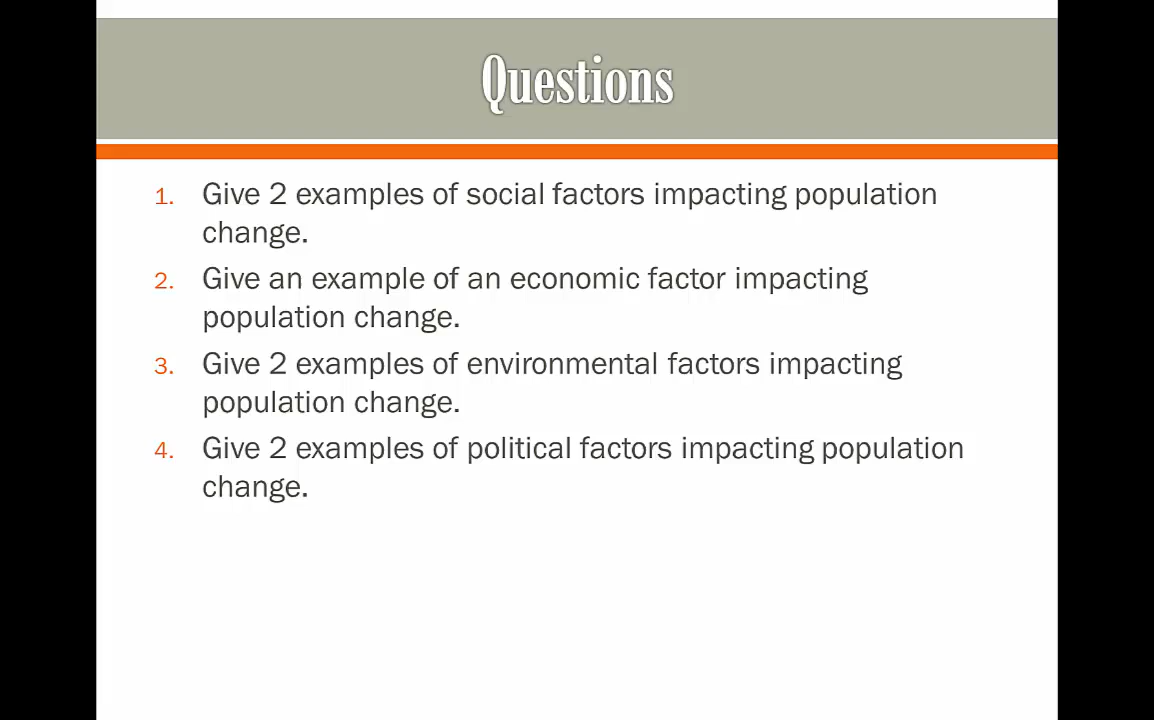 Questions
1. Give 2 examples of social factors impacting population
change.
2. Give an example of an economic factor impacting
population change.
3. Give 2 examples of environmental factors impacting
population change.
4. Give 2 examples of political factors impacting population
change.